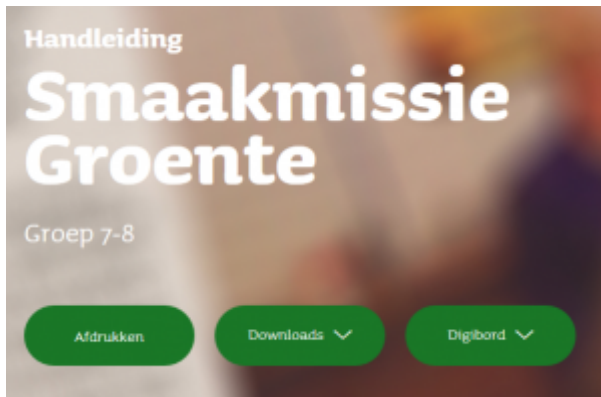 Handleiding
Smaakmissie
Groente
Groep 7-8
Afdrukken
Downloads
Digibord